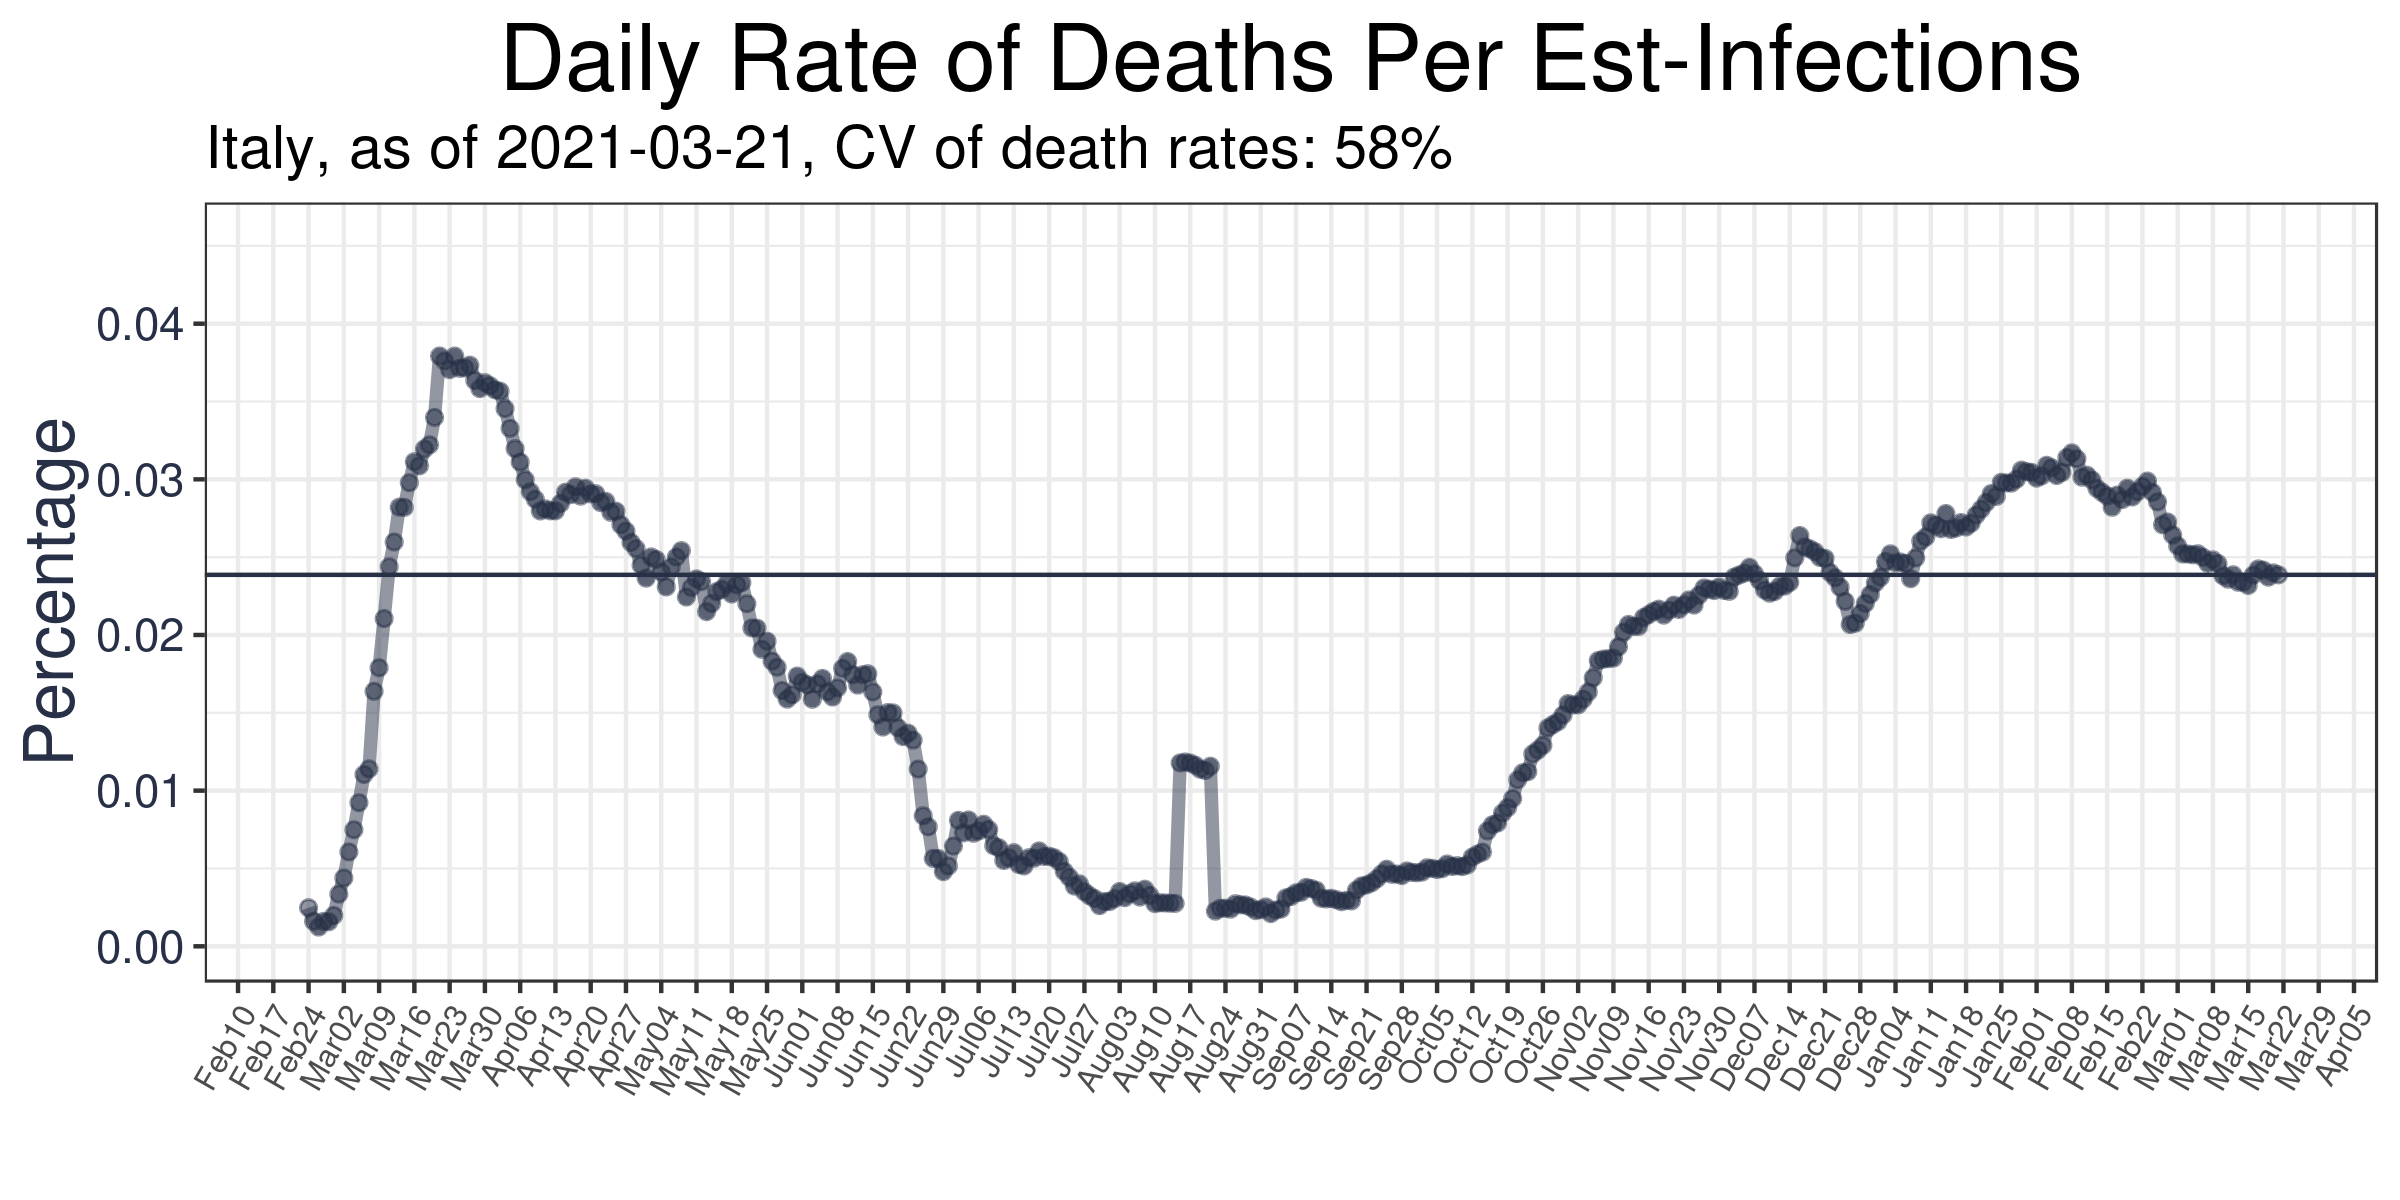 Daily Rate of Deaths Per Est-Infections
Italy, as of 2021-03-21, CV of death rates: 58%
Percentage
0.04
0.03
0.02
0.01
0.00
Feb10
Feb17
Feb24
Mar02
Mar09
Mar16
Mar23
Mar30
Apr06
Apr13
Apr20
Apr27
May04
May11
May18
May25
Jun01
Jun08
Jun15
Jun22
Jun29
Jul06
Jul13
Jul20
Jul27
Aug03
Aug10
Aug17
Aug24
Aug31
Sep07
Sep14
Sep21
Sep28
Oct05
Oct12
Oct19
Oct26
Nov02
Nov09
Nov16
Nov23
Nov30
Dec07
Dec14
Dec21
Dec28
Jan04
Jan11
Jan18
Jan25
Feb01
Feb08
Feb15
Feb22
Mar01
Mar08
Mar15
Mar22
Mar29
Apr05